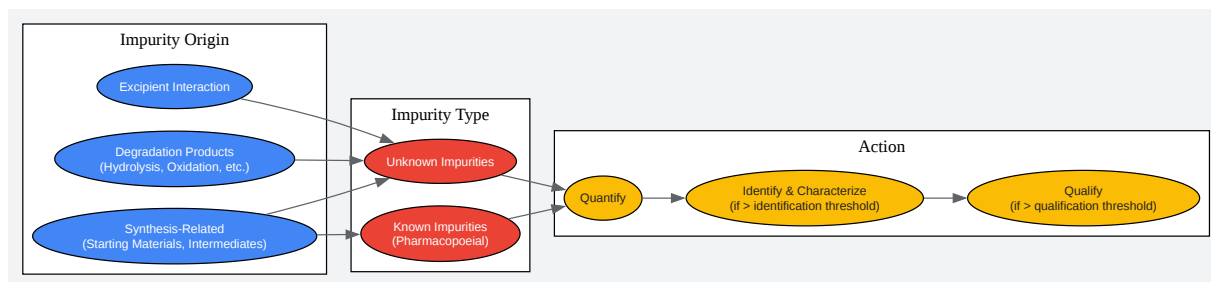 Impurity Origin
Excipient Interaction
Degradation Products
(Hydrolysis, Oxidation, etc.)
Synthesis-Related
(Starting Materials, Intermediates)
Impurity Type
Unknown Impurities
Known Impurities
(Pharmacopoeial)
Action
Quantify
Identify & Characterize
(if > identification threshold)
Qualify
(if > qualification threshold)